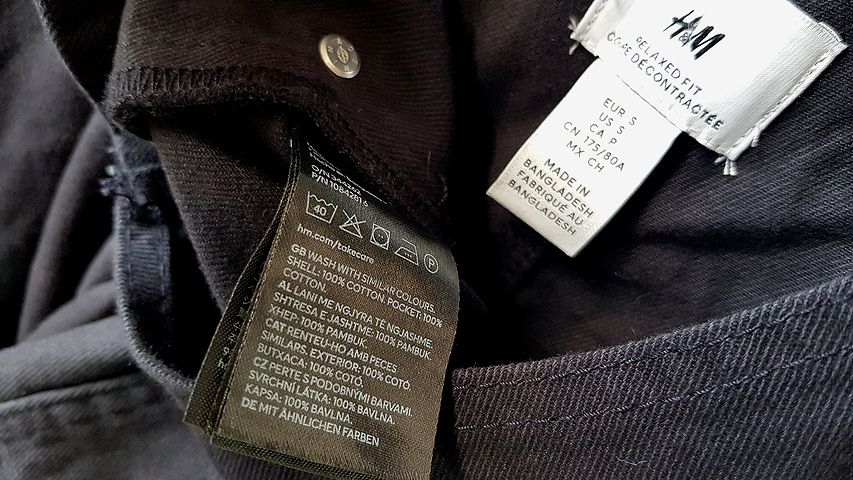 H&M
RELAXED FIT
COUPE DÉCONTRACTÉE
EUR S
US S
CA P
CN 175/80A
MX CH
MADE IN
BANGLADESH
FABRIQUÉ AU
BANGLADESH
40
P
hm.com/takecare
GB WASH WITH SIMILAR COLOURS.
SHELL: 100% COTTON. POCKET: 100%
COTTON.
AL LANI ME NGJYRA TË NGJASHME.
SHTRESA E JASHTME: 100% PAMBUK.
XHEP: 100% PAMBUK.
CAT RENTEU-HO AMB PECES
SIMILARS. EXTERIOR: 100% COTÓ.
BUTXACA: 100% COTÓ.
CZ PERTE S PODOBNÝMI BARVAMI.
SVRCHNÍ LÁTKA: 100% BAVLNA.
KAPSA: 100% BAVLNA.
DE MIT ÄHNLICHEN FARBEN